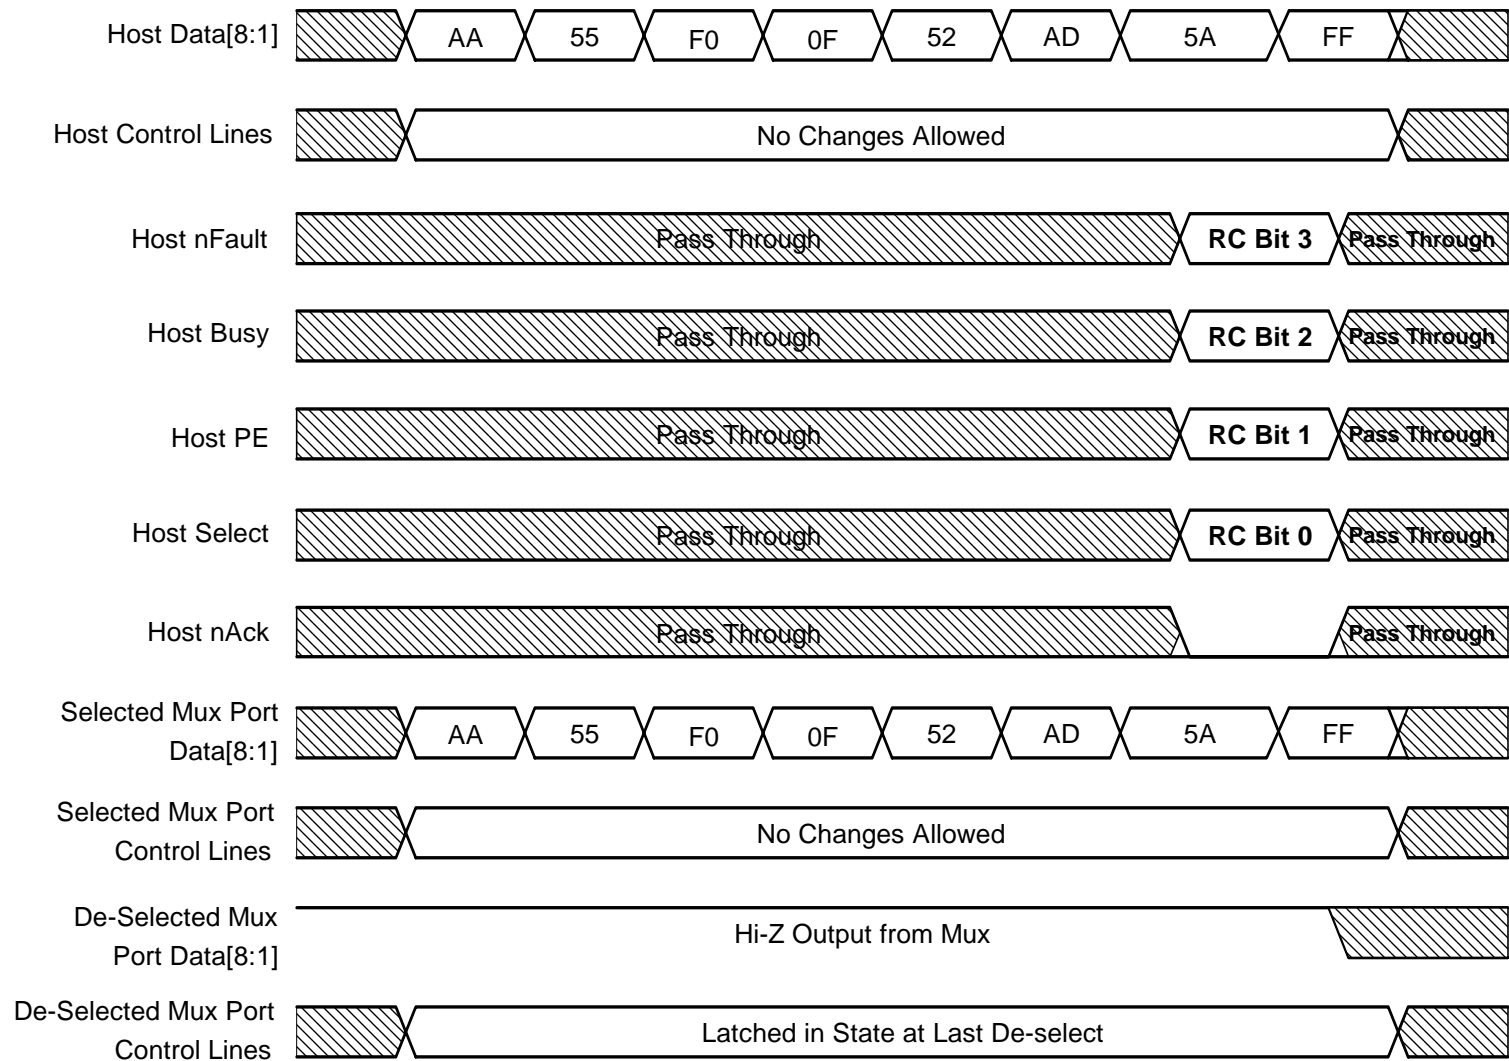 Host Data[8:1] AA 55 F0 0F 52 AD 5A FF
Host Control Lines No Changes Allowed
Host nFault Pass Through RC Bit 3 Pass Through
Host Busy Pass Through RC Bit 2 Pass Through
Host PE Pass Through RC Bit 1 Pass Through
Host Select Pass Through RC Bit 0 Pass Through
Host nAck Pass Through Pass Through
Selected Mux Port
Data[8:1] AA 55 F0 0F 52 AD 5A FF
Selected Mux Port
Control Lines No Changes Allowed
De-Selected Mux
Port Data[8:1] Hi-Z Output from Mux
De-Selected Mux Port
Control Lines Latched in State at Last De-select